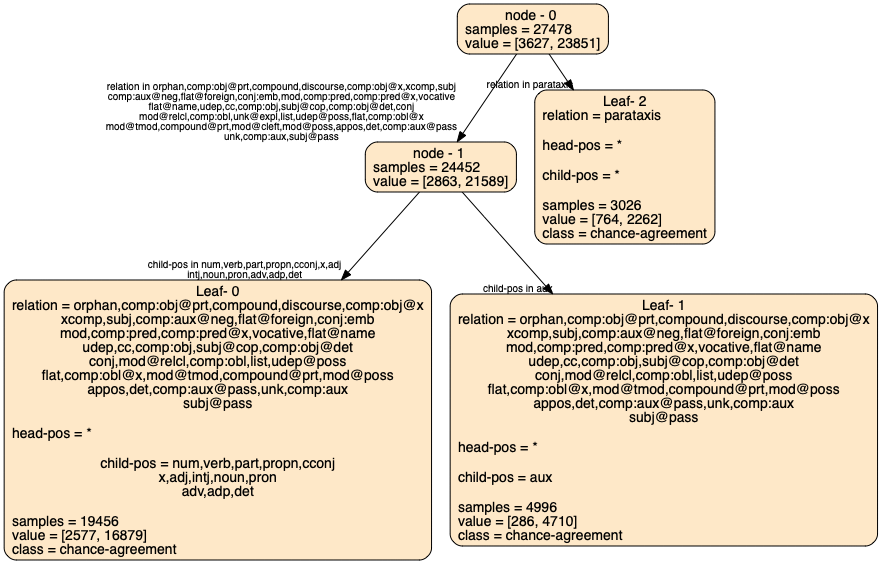 node - 0
samples = 27478
value = [3627, 23851]
relation in orphan,comp:obj@prt,compound,discourse,comp:obj@x,xcomp,subj
comp:aux@neg,flat@foreign,conj:emb,mod,comp:pred,comp:pred@x,vocative
flat@name,udep,cc,comp:obj,subj@cop,comp:obj@det,conj
mod@relcl,comp:obl,unk@expl,list,udep@poss,flat,comp:obl@x
mod@tmod,compound@prt,mod@cleft,mod@poss,appos,det,comp:aux@pass
unk,comp:aux,subj@pass
relation in parataxis
Leaf- 2
relation = parataxis
head-pos = *
child-pos = *
samples = 3026
value = [764, 2262]
class = chance-agreement
node - 1
samples = 24452
value = [2863, 21589]
child-pos in num,verb,part,propn,cconj,x,adj
intj,noun,pron,adv,adp,det
child-pos in aux
Leaf- 0
relation = orphan,comp:obj@prt,compound,discourse,comp:obj@x
xcomp,subj,comp:aux@neg,flat@foreign,conj:emb
mod,comp:pred,comp:pred@x,vocative,flat@name
udep,cc,comp:obj,subj@cop,comp:obj@det
conj,mod@relcl,comp:obl,list,udep@poss
flat,comp:obl@x,mod@tmod,compound@prt,mod@poss
appos,det,comp:aux@pass,unk,comp:aux
subj@pass
head-pos = *
child-pos = num,verb,part,propn,cconj
x,adj,intj,noun,pron
adv,adp,det
samples = 19456
value = [2577, 16879]
class = chance-agreement
Leaf- 1
relation = orphan,comp:obj@prt,compound,discourse,comp:obj@x
xcomp,subj,comp:aux@neg,flat@foreign,conj:emb
mod,comp:pred,comp:pred@x,vocative,flat@name
udep,cc,comp:obj,subj@cop,comp:obj@det
conj,mod@relcl,comp:obl,list,udep@poss
flat,comp:obl@x,mod@tmod,compound@prt,mod@poss
appos,det,comp:aux@pass,unk,comp:aux
subj@pass
head-pos = *
child-pos = aux
samples = 4996
value = [286, 4710]
class = chance-agreement